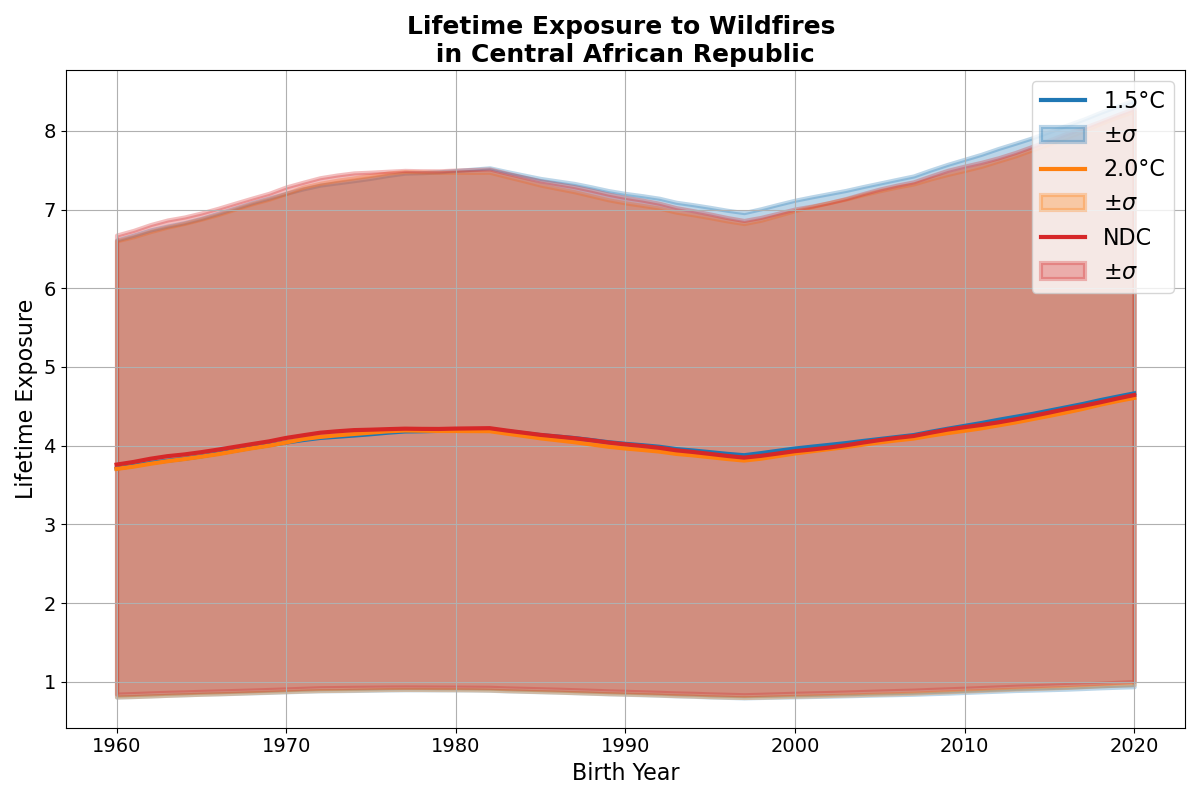 Lifetime Exposure to Wildfires
in Central African Republic
Lifetime Exposure
8
7
6
5
4
3
2
1
1960 1970 1980 1990 2000 2010 2020
Birth Year
1.5°C
±σ
2.0°C
±σ
NDC
±σ